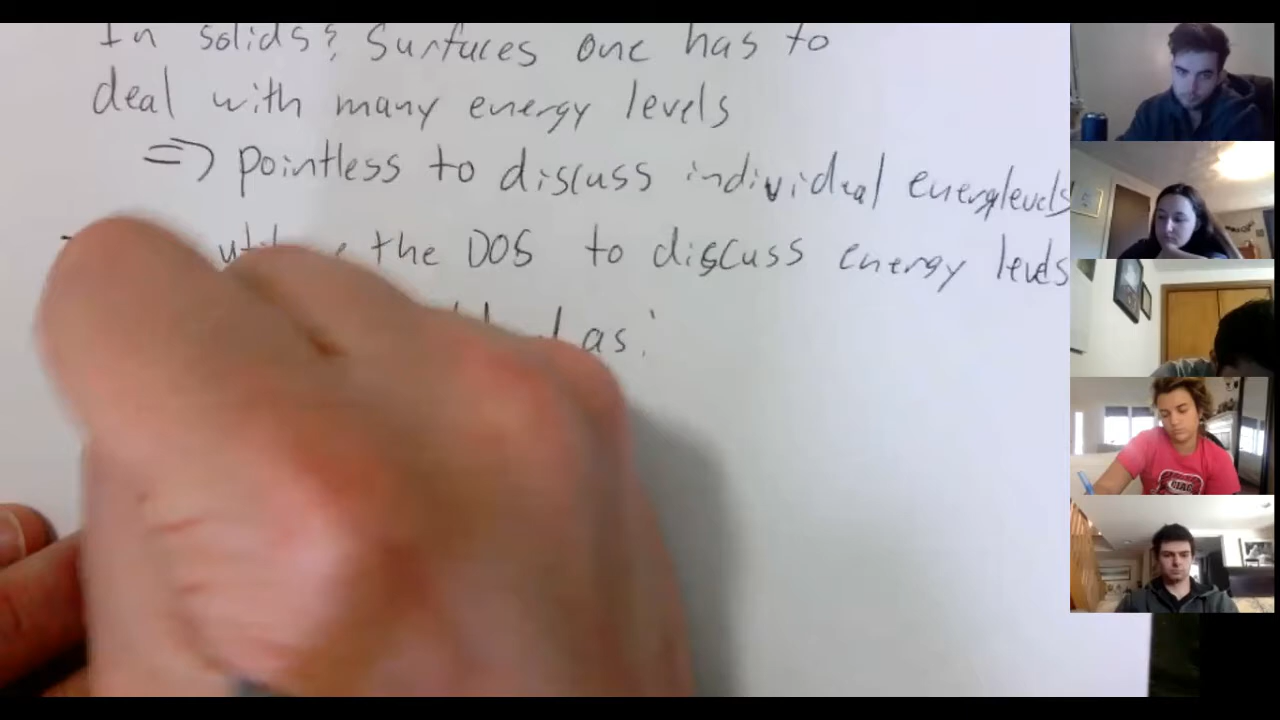 In solids & Surfaces one has to
deal with many energy levels
=> pointless to discuss individual energylevels
the DOS to discuss energy levels
as: